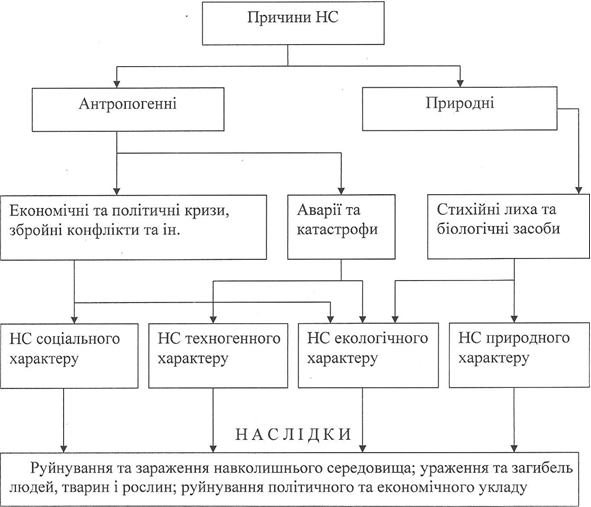 Причини НС
Антропогенні
Природні
Економічні та політичні кризи,
збройні конфлікти та ін.
Аварії та
катастрофи
Стихійні лиха та
біологічні засоби
НС соціального
характеру
НС техногенного
характеру
НС екологічного
характеру
НС природного
характеру
НАСЛІДКИ
Руйнування та зараження навколишнього середовища; ураження та загибель
людей, тварин і рослин; руйнування політичного та економічного укладу